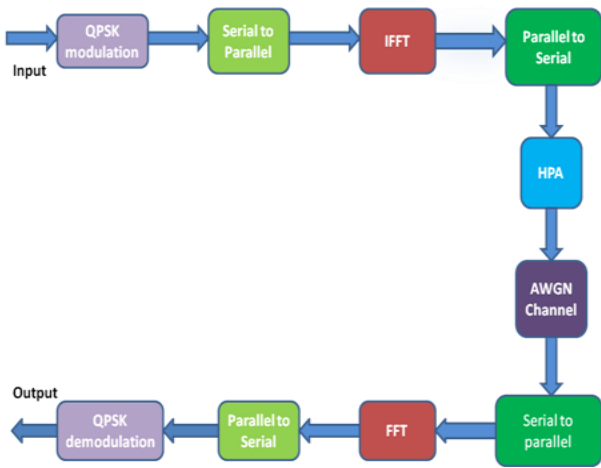 QPSK
modulation
Serial to
Parallel
IFFT
Parallel to
Serial
Input
HPA
AWGN
Channel
Output
QPSK
demodulation
Parallel to
Serial
FFT
Serial to
parallel